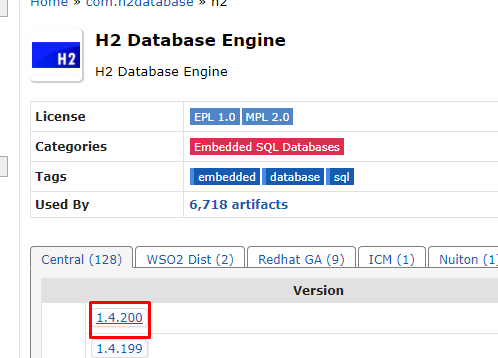 Home » com.h2database » h2
H2
H2 Database Engine
H2 Database Engine
License EPL 1.0 MPL 2.0
Categories Embedded SQL Databases
Tags embedded database sql
Used By 6,718 artifacts
Central (128) WSO2 Dist (2) Redhat GA (9) ICM (1) Nuiton (1
Version
1.4.200
1.4.199